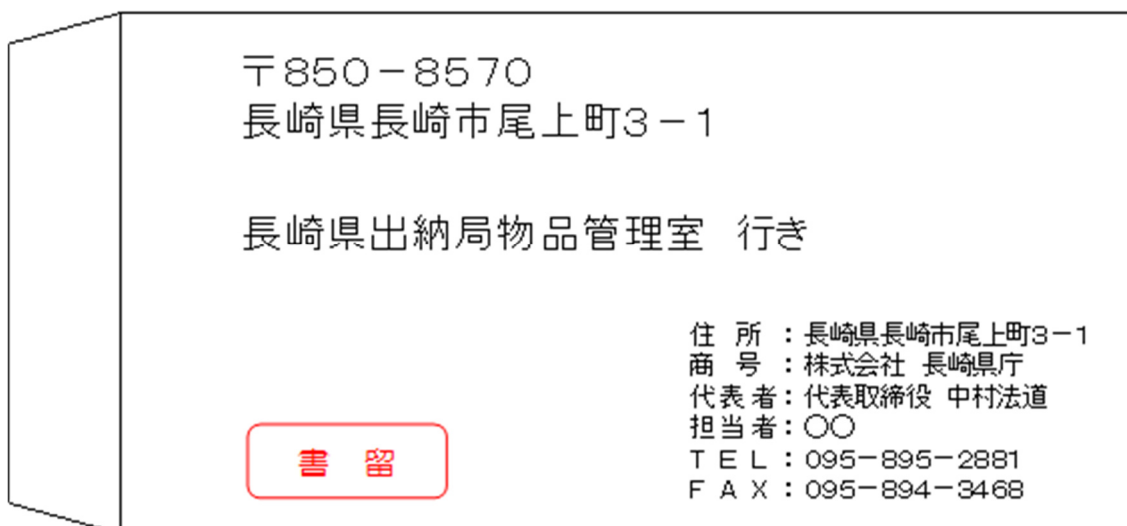 〒850－8570
長崎県長崎市尾上町3－1
長崎県出納局物品管理室　行き
住　所　：長崎県長崎市尾上町3－1
商　号　：株式会社　長崎県庁
代表者：代表取締役　中村法道
担当者：〇〇
ＴＥＬ：095－895－2881
ＦＡＸ：095－894－3468
書　留